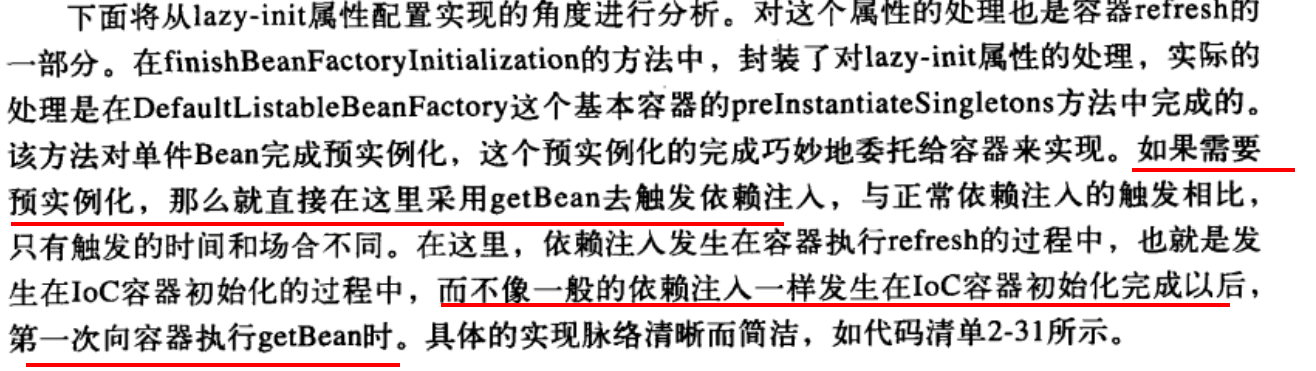 下面将从lazy-init属性配置实现的角度进行分析。对这个属性的处理也是容器refresh的
一部分。在finishBeanFactoryInitialization的方法中，封装了对lazy-init属性的处理，实际的
处理是在DefaultListableBeanFactory这个基本容器的preInstantiateSingletons方法中完成的。
该方法对单件Bean完成预实例化，这个预实例化的完成巧妙地委托给容器来实现。如果需要
预实例化，那么就直接在这里采用getBean去触发依赖注入，与正常依赖注入的触发相比，
只有触发的时间和场合不同。在这里，依赖注入发生在容器执行refresh的过程中，也就是发
生在IoC容器初始化的过程中，而不像一般的依赖注入一样发生在IoC容器初始化完成以后，
第一次向容器执行getBean时。具体的实现脉络清晰而简洁，如代码清单2-31所示。